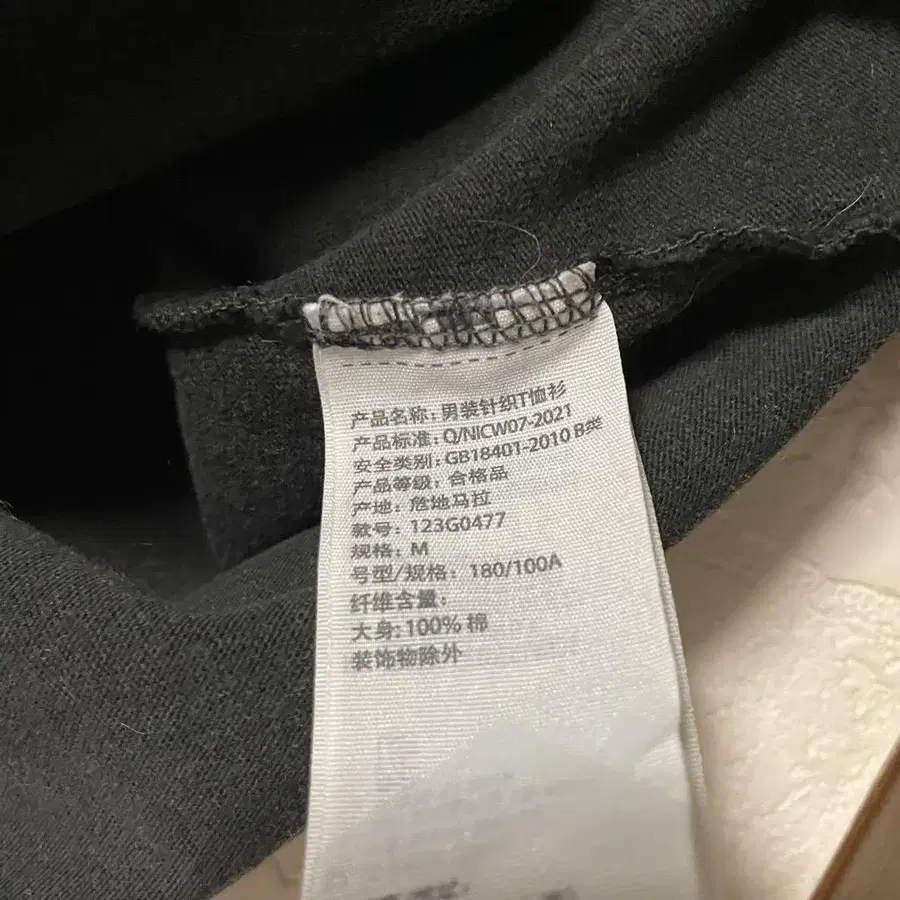 产品名称: 男装针织T恤衫
产品标准: Q/NICW07-2021
安全类别: GB18401-2010 B类
产品等级: 合格品
产地: 危地马拉
款号: 123G0477
规格: M
号型/规格: 180/100A
纤维含量:
大身: 100% 棉
装饰物除外